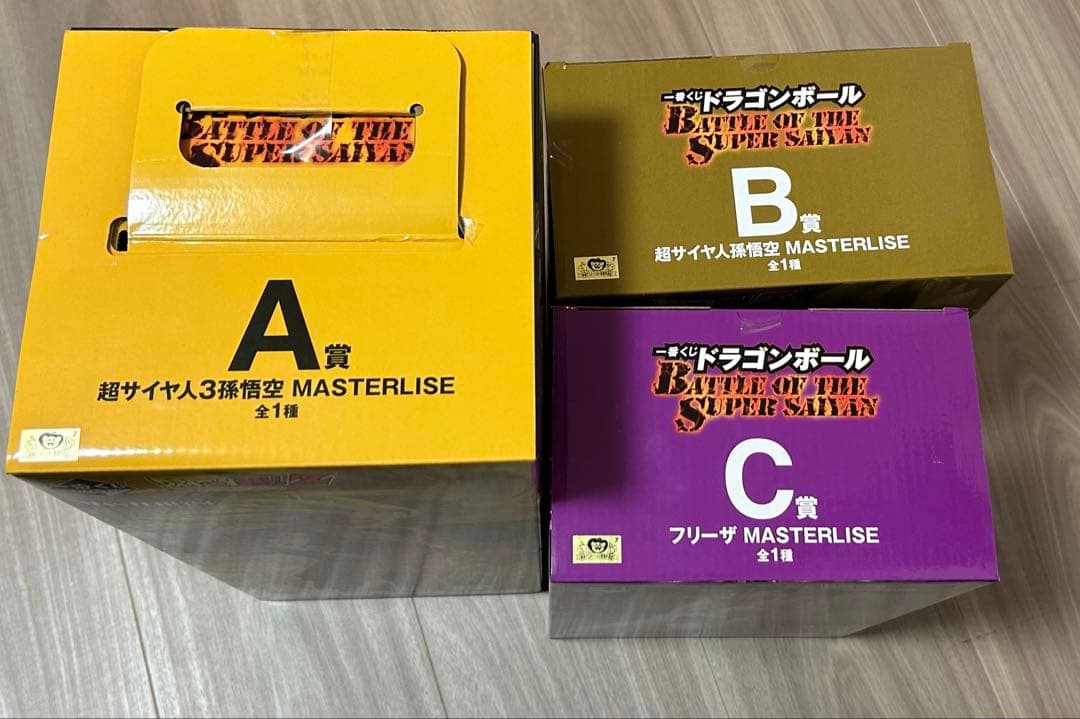 BATTLE OF THE
SUPER SAIYAN
A賞
超サイヤ人3孫悟空 MASTERLISE
全1種
一番くじ ドラゴンボール
BATTLE OF THE
SUPER SAIYAN
B賞
超サイヤ人孫悟空 MASTERLISE
全1種
一番くじ ドラゴンボール
BATTLE OF THE
SUPER SAIYAN
C賞
フリーザ MASTERLISE
全1種